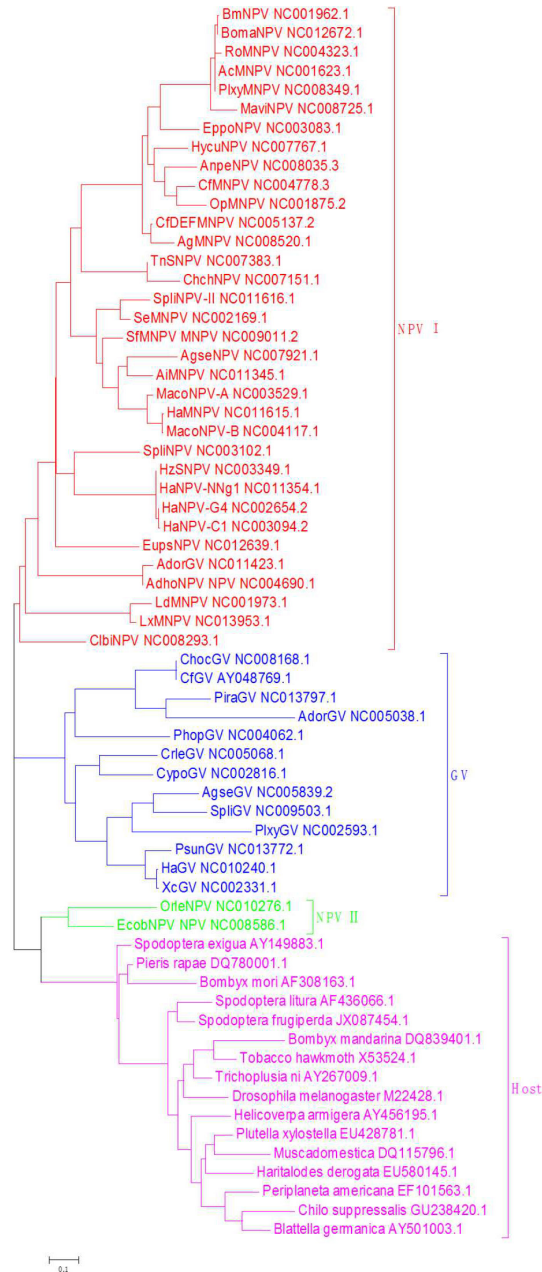 BmNPV NC001962.1
BomaNPV NC012672.1
RoMNPV NC004323.1
AcMNPV NC001623.1
PlxyMNPV NC008349.1
MaviNPV NC008725.1
EppoNPV NC003083.1
HycuNPV NC007767.1
AnpeNPV NC008035.3
CfMNPV NC004778.3
OpMNPV NC001875.2
CfDEFMNPV NC005137.2
AgMNPV NC008520.1
TnSNPV NC007383.1
ChchNPV NC007151.1
SpliNPV-II NC011616.1
SeMNPV NC002169.1
SfMNPV MNPV NC009011.2
NPV I
AgseNPV NC007921.1
AiMNPV NC011345.1
MacoNPV-A NC003529.1
HaMNPV NC011615.1
MacoNPV-B NC004117.1
SpliNPV NC003102.1
HzSNPV NC003349.1
HaNPV-NNg1 NC011354.1
HaNPV-G4 NC002654.2
HaNPV-C1 NC003094.2
EupsNPV NC012639.1
AdorGV NC011423.1
AdhoNPV NPV NC004690.1
LdMNPV NC001973.1
LxMNPV NC013953.1
ClbiNPV NC008293.1
ChocGV NC008168.1
CfGV AY048769.1
PiraGV NC013797.1
AdorGV NC005038.1
PhopGV NC004062.1
CrleGV NC005068.1
CypoGV NC002816.1
GV
AgseGV NC005839.2
SpliGV NC009503.1
PlxyGV NC002593.1
PsunGV NC013772.1
HaGV NC010240.1
XcGV NC002331.1
OrleNPV NC010276.1
NPV II
EcobNPV NPV NC008586.1
Spodoptera exigua AY149883.1
Pieris rapae DQ780001.1
Bombyx mori AF308163.1
Spodoptera litura AF436066.1
Spodoptera frugiperda JX087454.1
Bombyx mandarina DQ839401.1
Tobacco hawkmoth X53524.1
Trichoplusia ni AY267009.1
Host
Drosophila melanogaster M22428.1
Helicoverpa armigera AY456195.1
Plutella xylostella EU428781.1
Muscadomestica DQ115796.1
Haritalodes derogata EU580145.1
Periplaneta americana EF101563.1
Chilo suppressalis GU238420.1
Blattella germanica AY501003.1
0.1